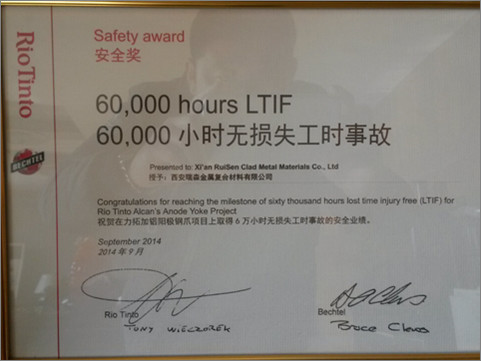 RioTinto
BECHTEL
Safety award
安全奖
60,000 hours LTIF
60,000 小时无损失工时事故
Presented to: Xi'an RuiSen Clad Metal Materials Co., Ltd
授予：西安瑞森金属复合材料有限公司
Congratulations for reaching the milestone of sixty thousand hours lost time injury free (LTIF) for
Rio Tinto Alcan's Anode Yoke Project
祝贺在力拓加铝阳极钢爪项目上取得 6 万小时无损失工时事故的安全业绩。
September 2014
2014 年 9 月
Rio Tinto
TONY WIECZOREK
Bechtel
Bruce